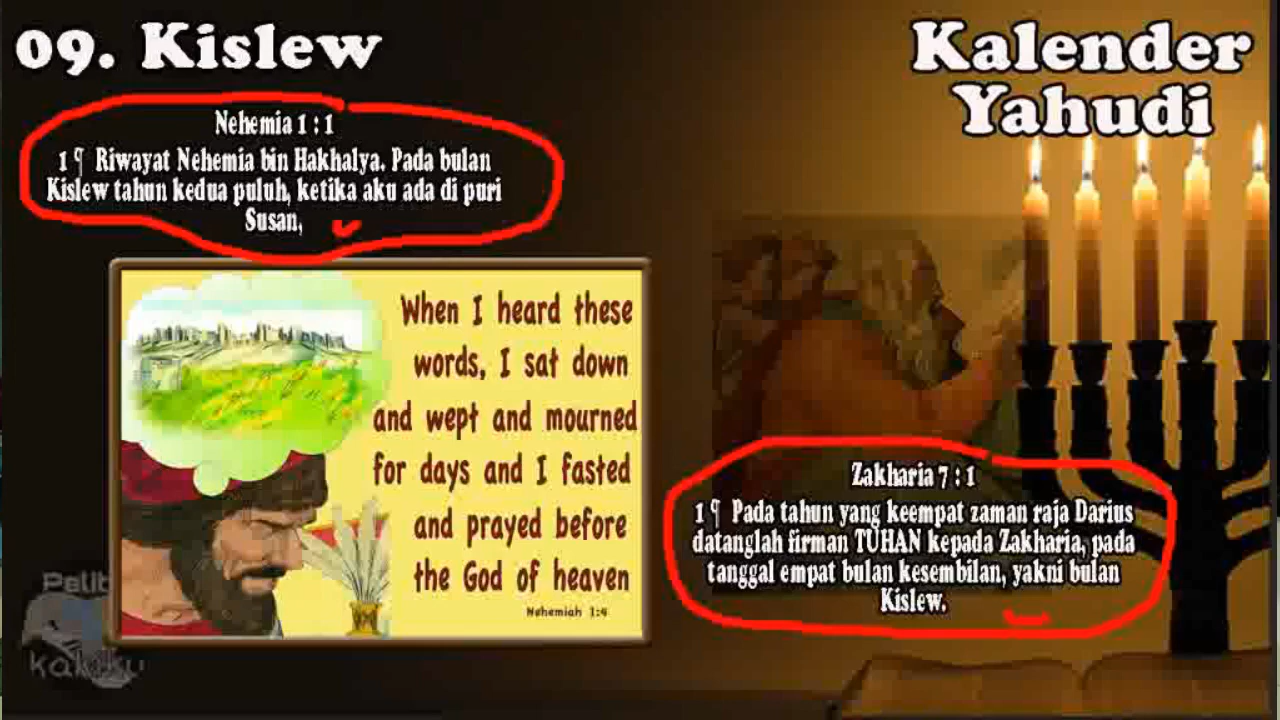 09. Kislew
Kalender
Yahudi
Nehemia 1 : 1
1 ¶ Riwayat Nehemia bin Hakhalya. Pada bulan
Kislew tahun kedua puluh, ketika aku ada di puri
Susan,
When I heard these
words, I sat down
and wept and mourned
for days and I fasted
and prayed before
the God of heaven
Nehemiah 1:4
Zakharia 7 : 1
1 ¶ Pada tahun yang keempat zaman raja Darius
datanglah firman TUHAN kepada Zakharia, pada
tanggal empat bulan kesembilan, yakni bulan
Kislew.